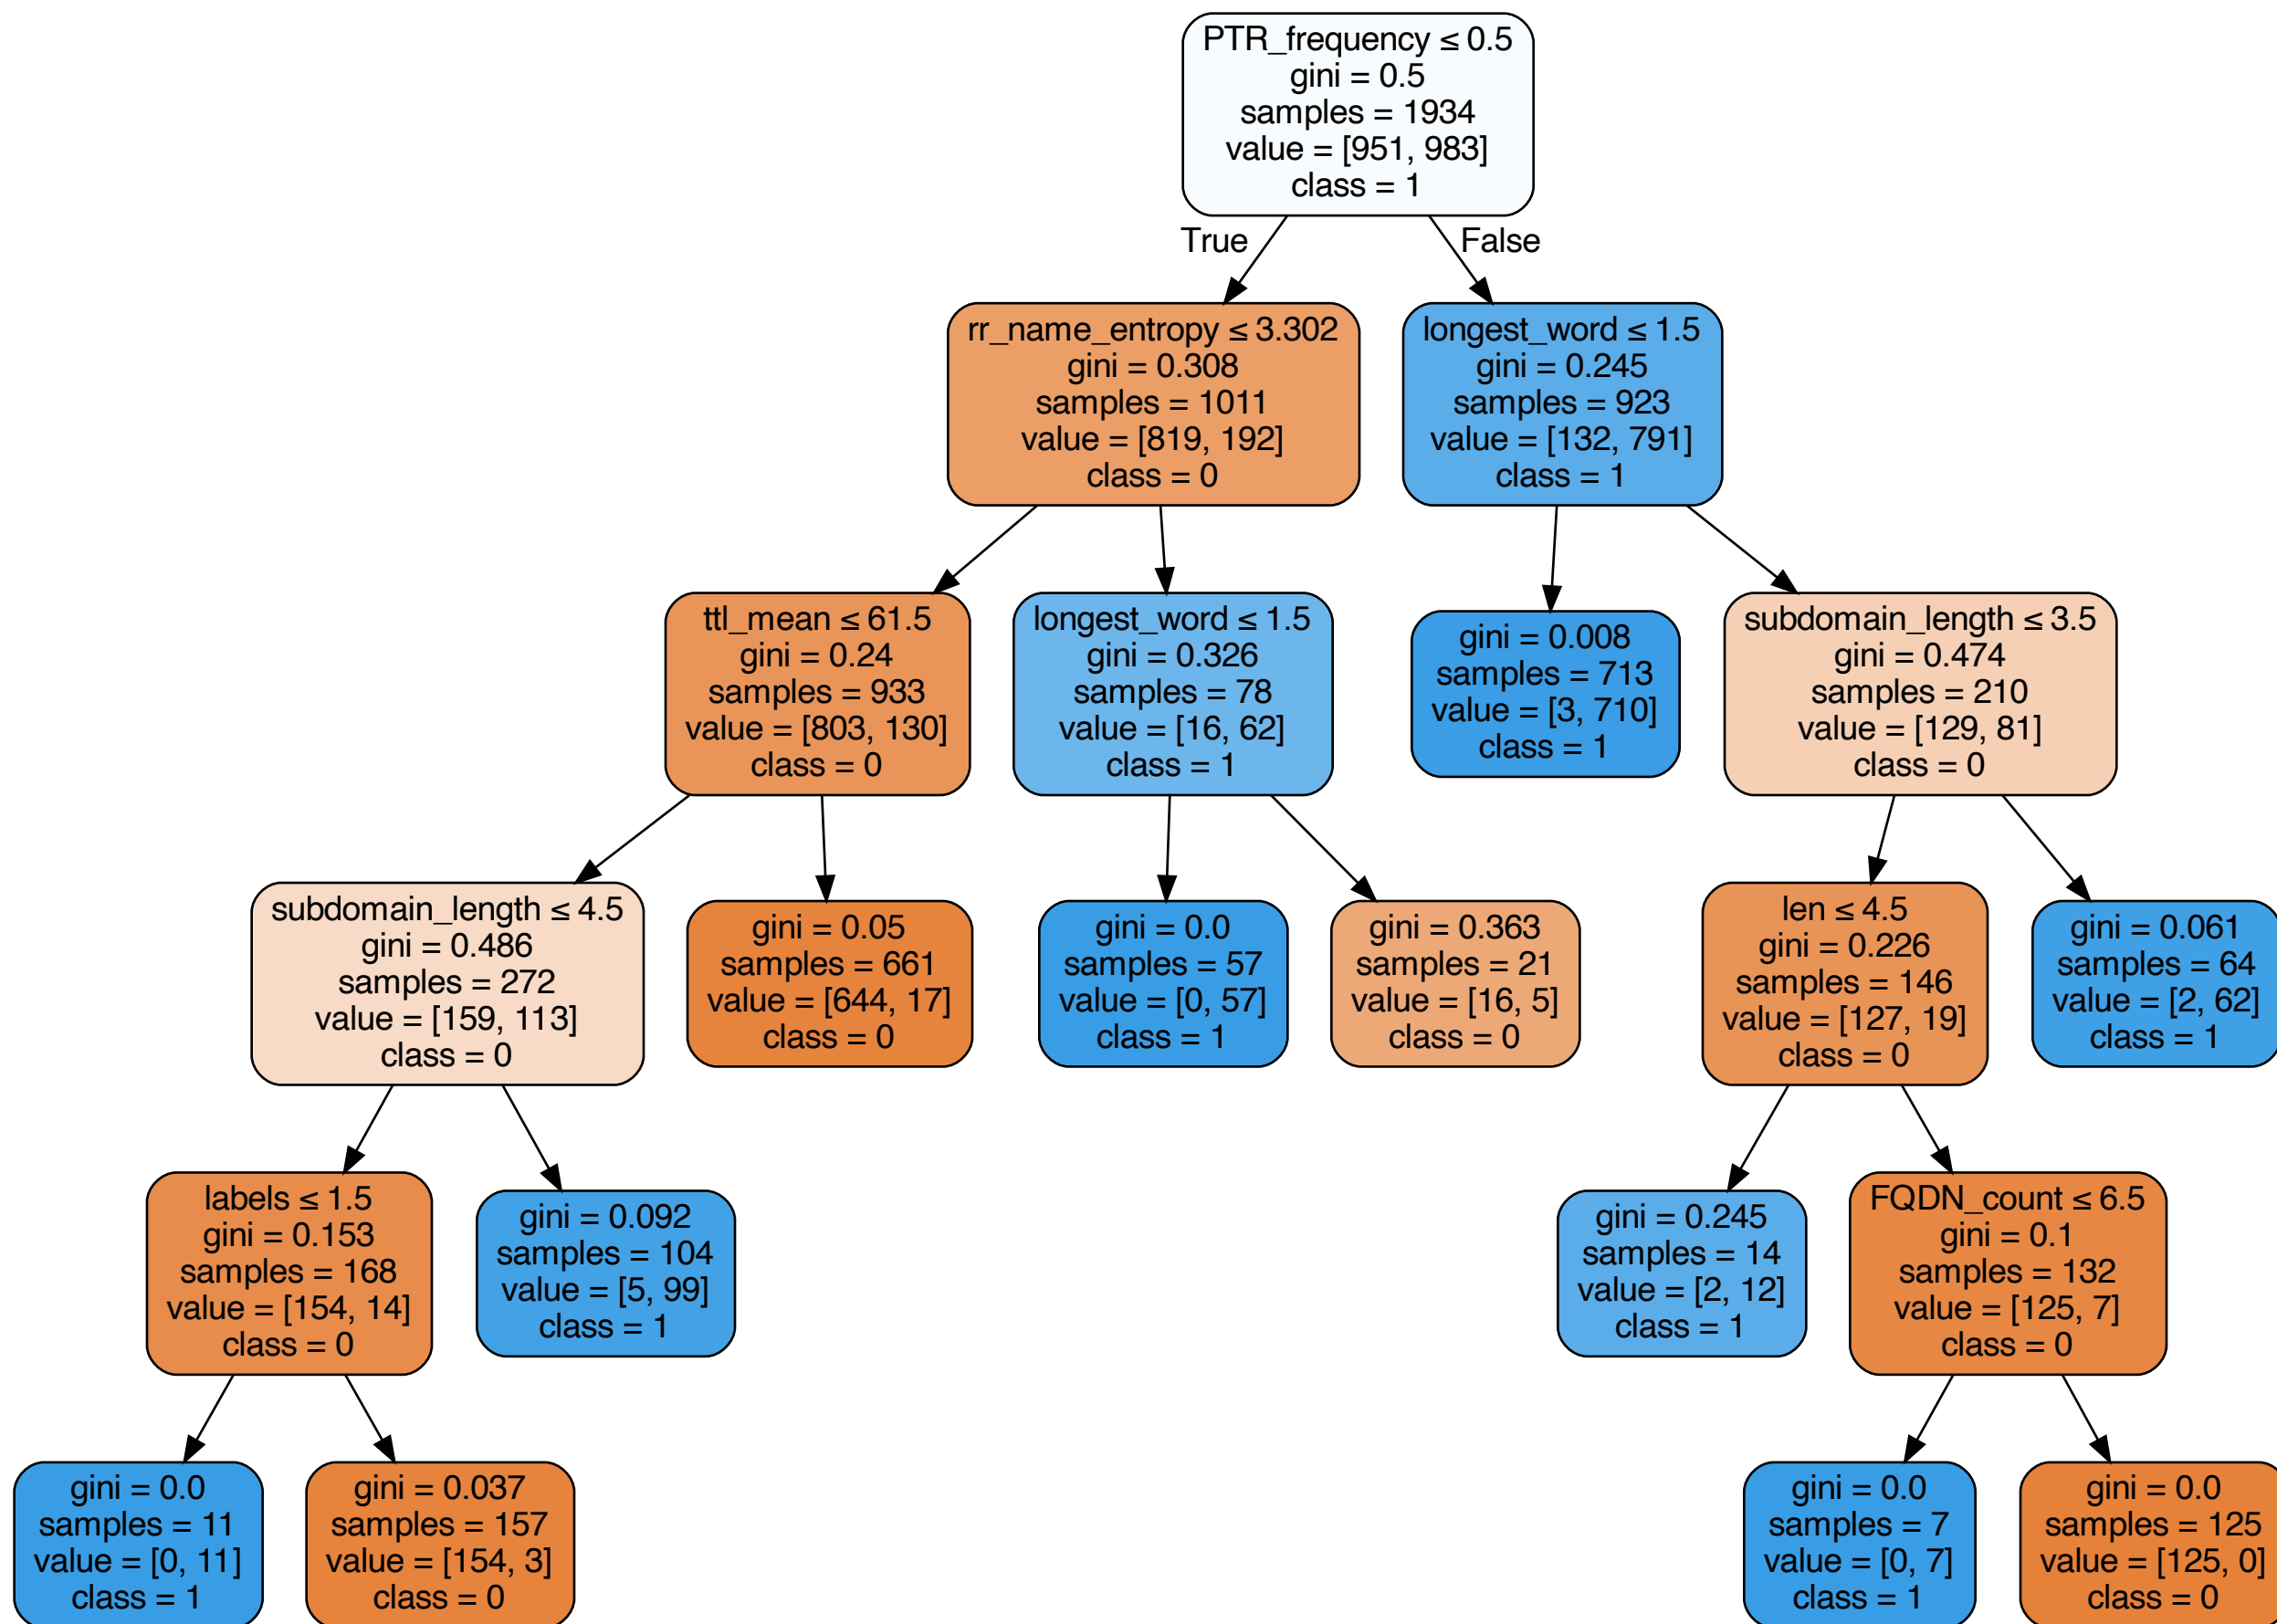 PTR_frequency ≤ 0.5
gini = 0.5
samples = 1934
value = [951, 983]
class = 1
True
False
rr_name_entropy ≤ 3.302
gini = 0.308
samples = 1011
value = [819, 192]
class = 0
longest_word ≤ 1.5
gini = 0.245
samples = 923
value = [132, 791]
class = 1
ttl_mean ≤ 61.5
gini = 0.24
samples = 933
value = [803, 130]
class = 0
longest_word ≤ 1.5
gini = 0.326
samples = 78
value = [16, 62]
class = 1
gini = 0.008
samples = 713
value = [3, 710]
class = 1
subdomain_length ≤ 3.5
gini = 0.474
samples = 210
value = [129, 81]
class = 0
subdomain_length ≤ 4.5
gini = 0.486
samples = 272
value = [159, 113]
class = 0
gini = 0.05
samples = 661
value = [644, 17]
class = 0
gini = 0.0
samples = 57
value = [0, 57]
class = 1
gini = 0.363
samples = 21
value = [16, 5]
class = 0
len ≤ 4.5
gini = 0.226
samples = 146
value = [127, 19]
class = 0
gini = 0.061
samples = 64
value = [2, 62]
class = 1
labels ≤ 1.5
gini = 0.153
samples = 168
value = [154, 14]
class = 0
gini = 0.092
samples = 104
value = [5, 99]
class = 1
gini = 0.245
samples = 14
value = [2, 12]
class = 1
FQDN_count ≤ 6.5
gini = 0.1
samples = 132
value = [125, 7]
class = 0
gini = 0.0
samples = 11
value = [0, 11]
class = 1
gini = 0.037
samples = 157
value = [154, 3]
class = 0
gini = 0.0
samples = 7
value = [0, 7]
class = 1
gini = 0.0
samples = 125
value = [125, 0]
class = 0